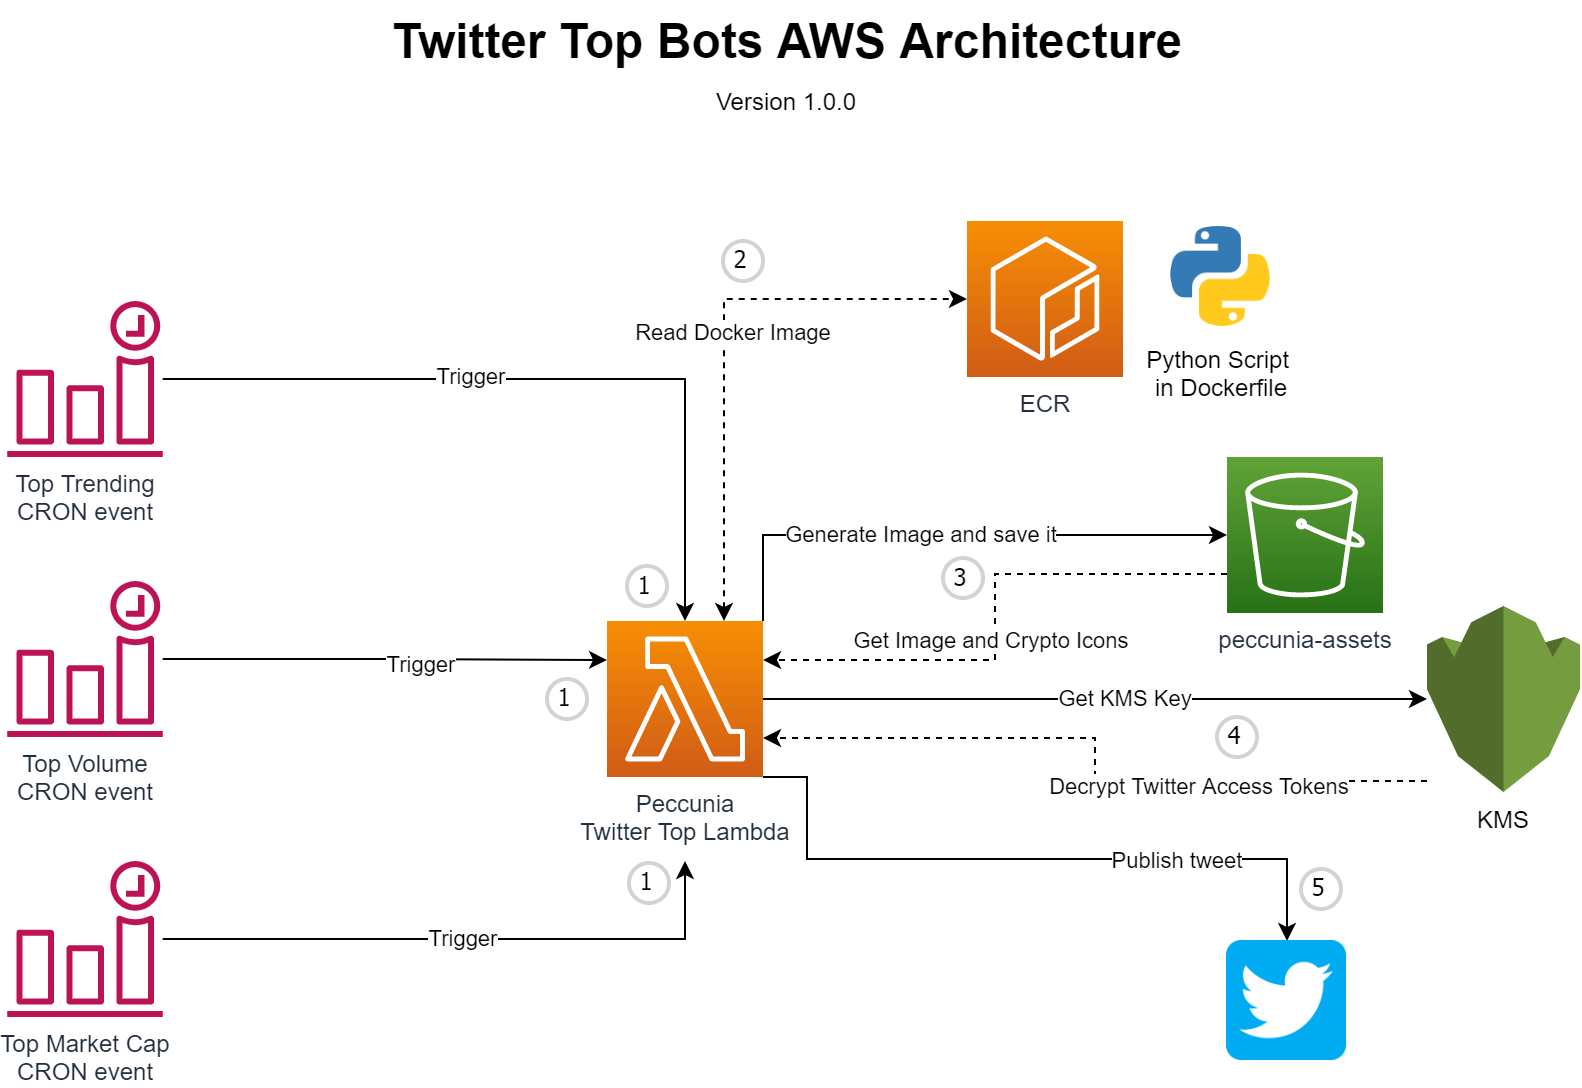 Twitter Top Bots AWS Architecture
Version 1.0.0
2
Read Docker Image
Python Script
in Dockerfile
ECR
Trigger
Top Trending
CRON event
Generate Image and save it
3
1
Get Image and Crypto Icons
peccunia-assets
Trigger
1
Get KMS Key
4
Decrypt Twitter Access Tokens
KMS
Top Volume
CRON event
Peccunia
Twitter Top Lambda
Publish tweet
1
5
Trigger
Top Market Cap
CRON event